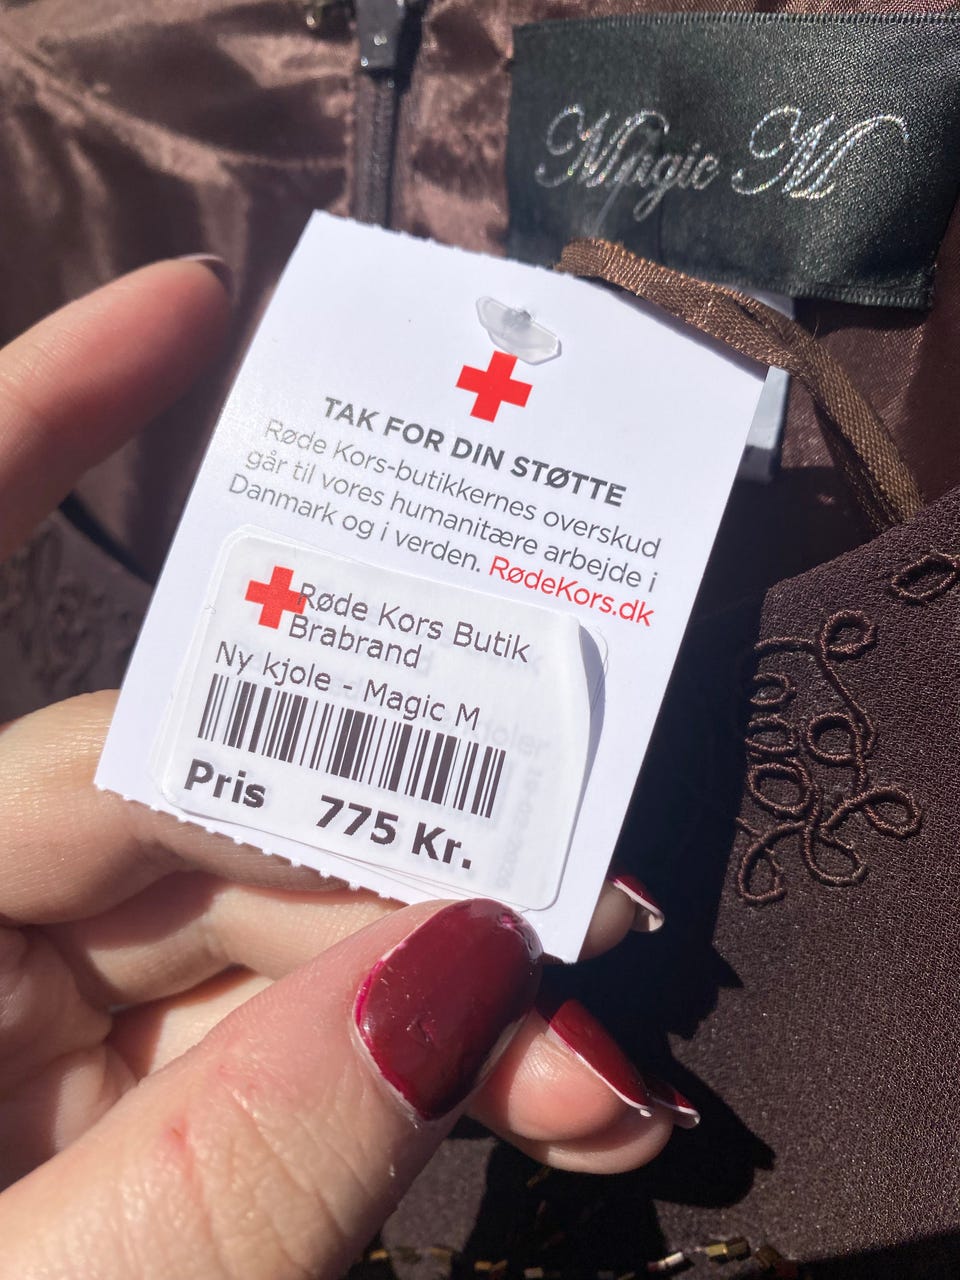 Magic M
TAK FOR DIN STØTTE
Røde Kors-butikkernes overskud
går til vores humanitære arbejde i
Danmark og i verden. RødeKors.dk
Røde Kors Butik
Brabrand
Ny kjole - Magic M
Pris 775 Kr.